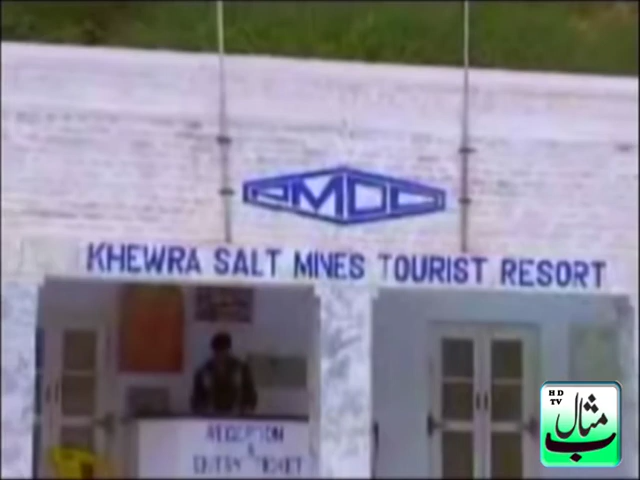 PMDC
KHEWRA SALT MINES TOURIST RESORT
RECEPTION
&
ENTRY TICKET
HD
TV
مثال